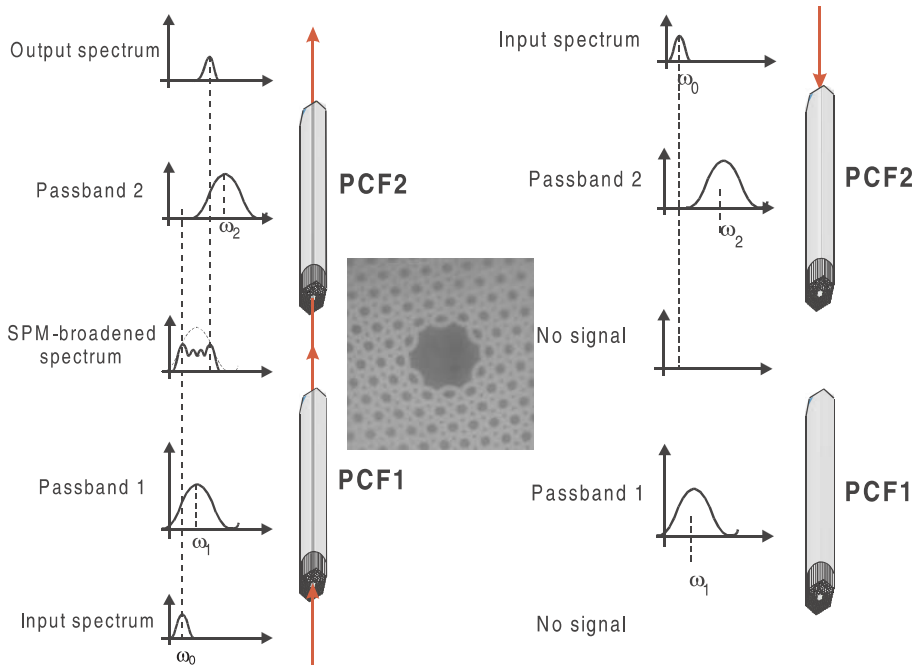 Output spectrum
Passband 2
ω2
PCF2
SPM-broadened
spectrum
Passband 1
ω1
PCF1
Input spectrum
ω0
Input spectrum
ω0
Passband 2
ω2
PCF2
No signal
Passband 1
ω1
PCF1
No signal